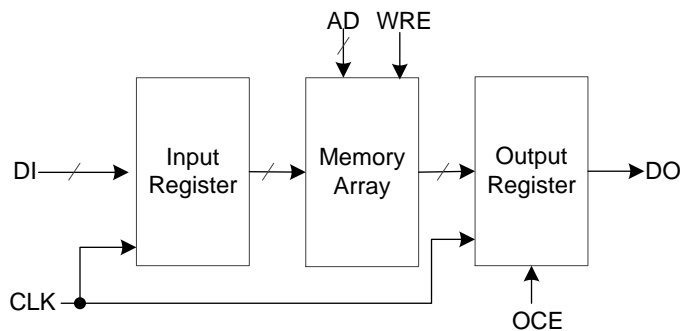 AD WRE
DI
Input
Register
Memory
Array
Output
Register
DO
CLK
OCE